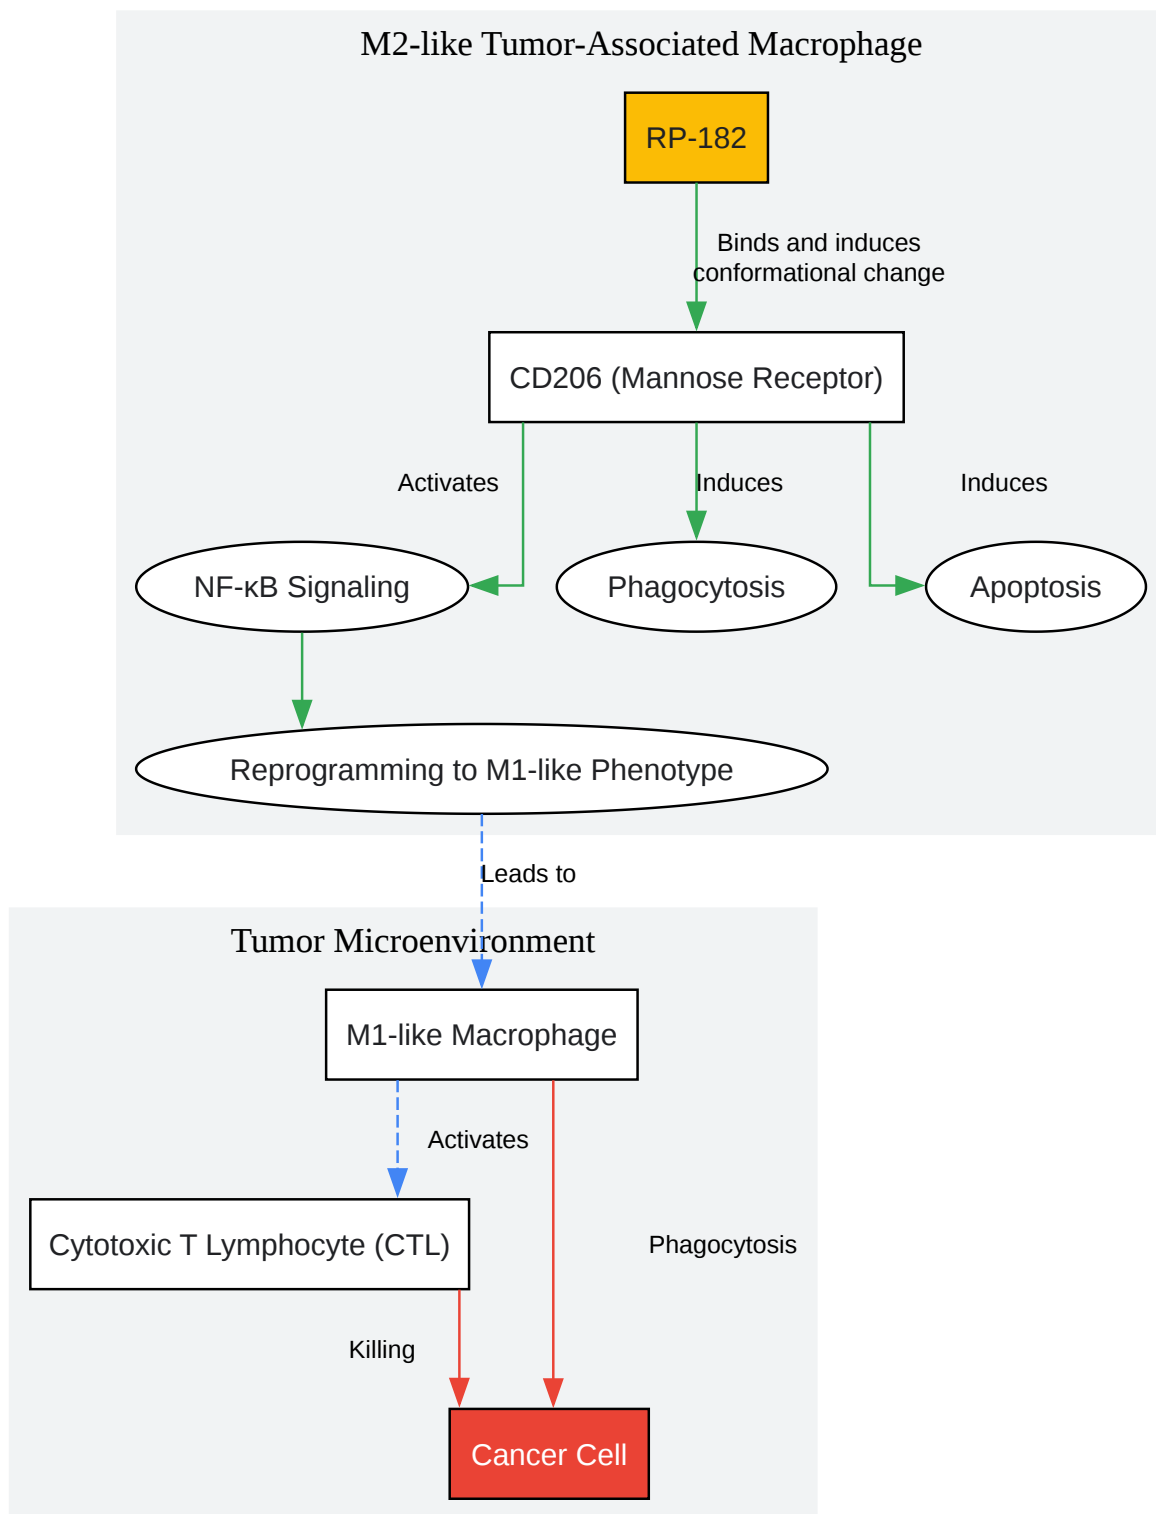 M2-like Tumor-Associated Macrophage
RP-182
Binds and induces
conformational change
CD206 (Mannose Receptor)
Activates
Induces
Induces
NF-κB Signaling
Phagocytosis
Apoptosis
Reprogramming to M1-like Phenotype
Leads to
Tumor Microenvironment
M1-like Macrophage
Activates
Cytotoxic T Lymphocyte (CTL)
Phagocytosis
Killing
Cancer Cell